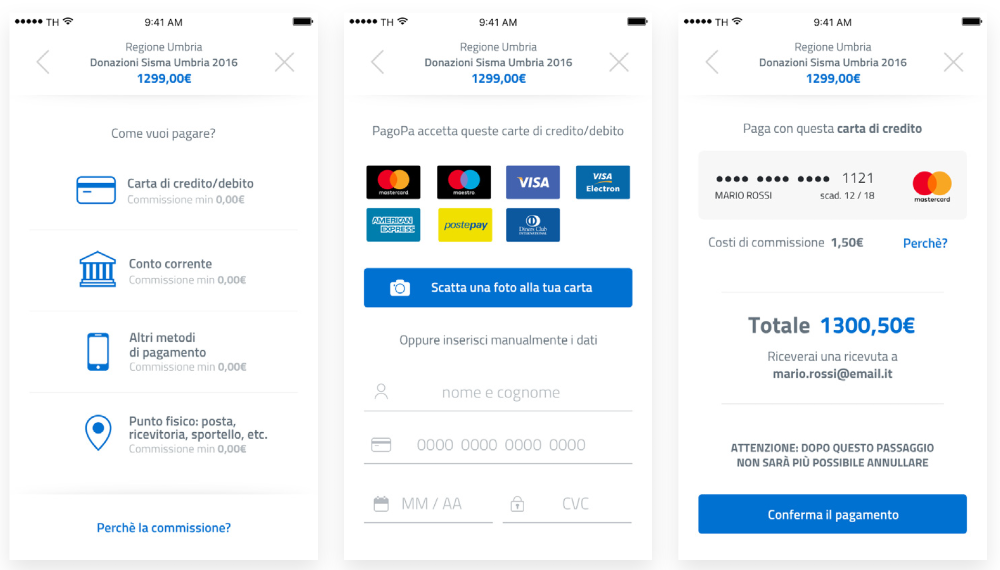 TH 9:41 AM
Regione Umbria
Donazioni Sisma Umbria 2016
1299,00€
Come vuoi pagare?
Carta di credito/debito
Commissione min 0,00€
Conto corrente
Commissione min 0,00€
Altri metodi
di pagamento
Commissione min 0,00€
Punto fisico: posta,
ricevitoria, sportello, etc.
Commissione min 0,00€
Perchè la commissione?
TH 9:41 AM
Regione Umbria
Donazioni Sisma Umbria 2016
1299,00€
PagoPa accetta queste carte di credito/debito
mastercard
maestro
VISA
VISA
Electron
AMERICAN
EXPRESS
postepay
Diners Club
INTERNATIONAL
Scatta una foto alla tua carta
Oppure inserisci manualmente i dati
nome e cognome
0000 0000 0000 0000
MM / AA
CVC
TH 9:41 AM
Regione Umbria
Donazioni Sisma Umbria 2016
1299,00€
Paga con questa carta di credito
•••• •••• •••• 1121
MARIO ROSSI scad. 12 / 18
mastercard
Costi di commissione 1,50€ Perchè?
Totale 1300,50€
Riceverai una ricevuta a
mario.rossi@email.it
ATTENZIONE: DOPO QUESTO PASSAGGIO
NON SARÀ PIÙ POSSIBILE ANNULLARE
Conferma il pagamento